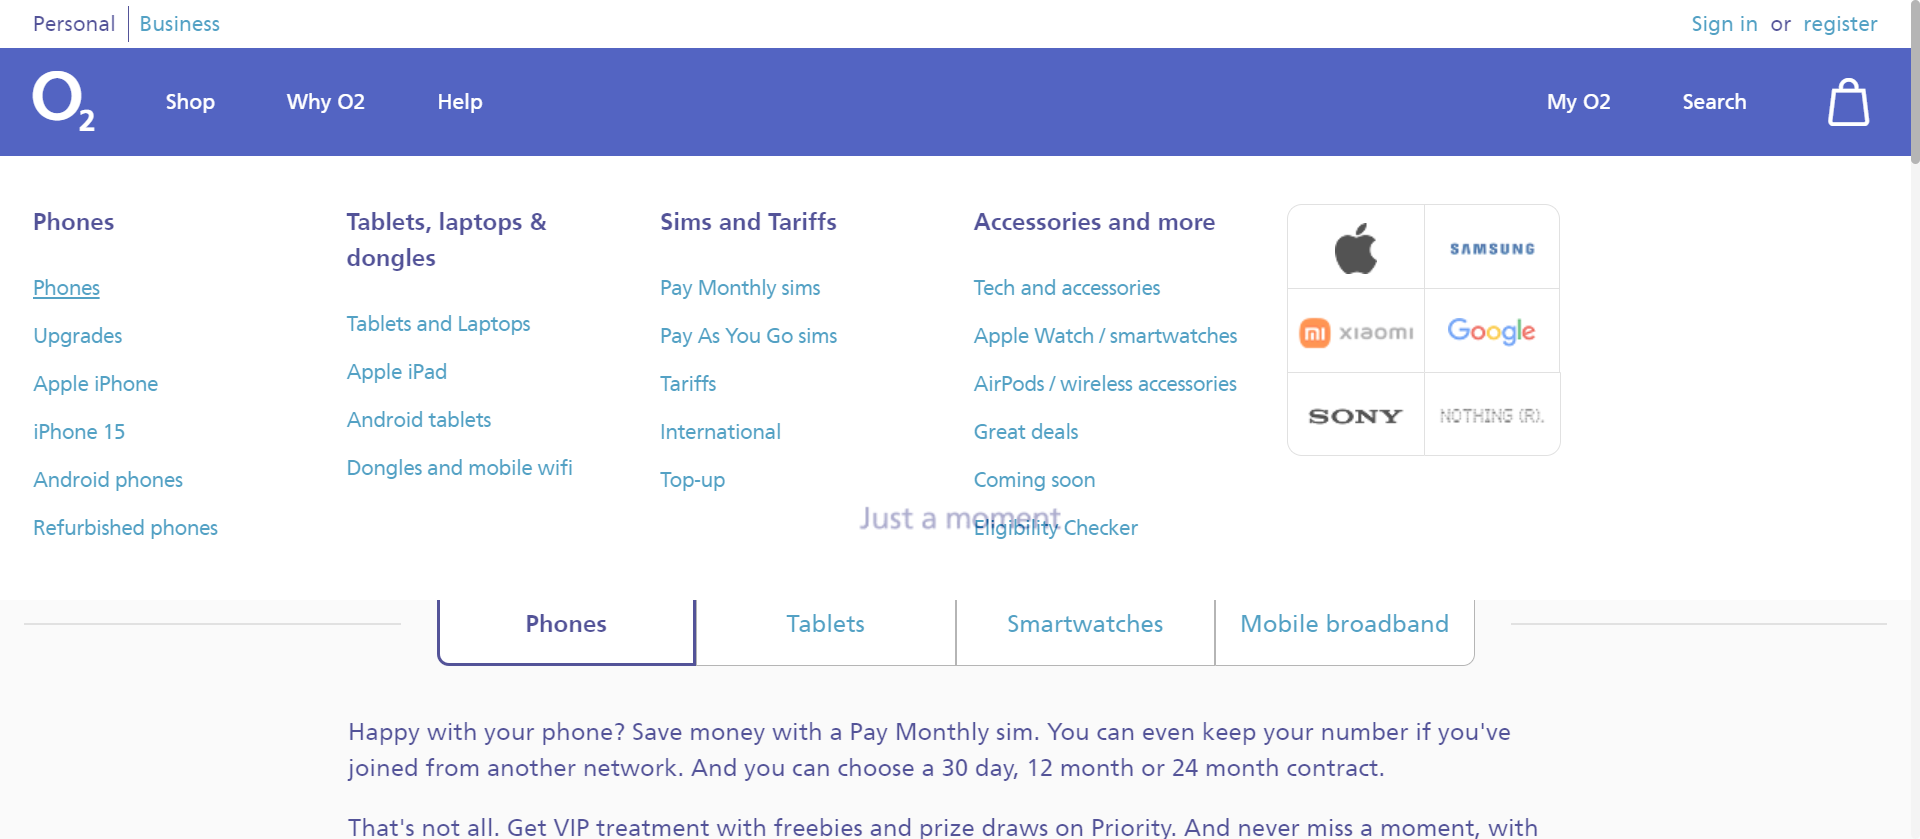 Personal
Business
Sign in or register
O2
Shop
Why O2
Help
My O2
Search
Phones
Phones
Upgrades
Apple iPhone
iPhone 15
Android phones
Refurbished phones
Tablets, laptops &
dongles
Tablets and Laptops
Apple iPad
Android tablets
Dongles and mobile wifi
Sims and Tariffs
Pay Monthly sims
Pay As You Go sims
Tariffs
International
Top-up
Accessories and more
Tech and accessories
Apple Watch / smartwatches
AirPods / wireless accessories
Great deals
Coming soon
Eligibility Checker
SAMSUNG
mi xiaomi
Google
SONY
NOTHING (R).
Just a moment
Phones
Tablets
Smartwatches
Mobile broadband
Happy with your phone? Save money with a Pay Monthly sim. You can even keep your number if you've
joined from another network. And you can choose a 30 day, 12 month or 24 month contract.
That's not all. Get VIP treatment with freebies and prize draws on Priority. And never miss a moment, with